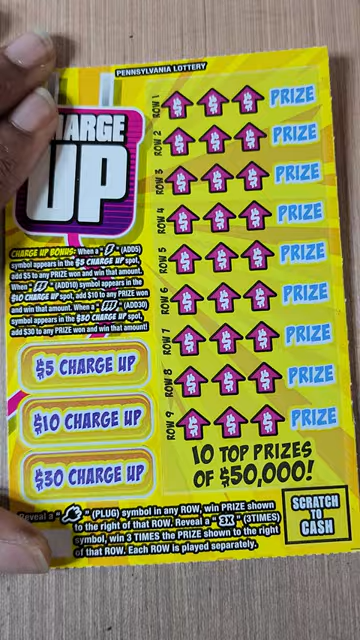 PENNSYLVANIA LOTTERY
CHARGE
UP
CHARGE UP BONUS: When a " " (ADD5)
symbol appears in the $5 CHARGE UP spot,
add $5 to any PRIZE won and win that amount.
When " " (ADD10) symbol appears in the
$10 CHARGE UP spot, add $10 to any PRIZE won
and win that amount. When a " " (ADD30)
symbol appears in the $30 CHARGE UP spot,
add $30 to any PRIZE won and win that amount!
$5 CHARGE UP
$10 CHARGE UP
$30 CHARGE UP
ROW 1 $ $ $ PRIZE
ROW 2 $ $ $ PRIZE
ROW 3 $ $ $ PRIZE
ROW 4 $ $ $ PRIZE
ROW 5 $ $ $ PRIZE
ROW 6 $ $ $ PRIZE
ROW 7 $ $ $ PRIZE
ROW 8 $ $ $ PRIZE
ROW 9 $ $ $ PRIZE
10 TOP PRIZES
OF $50,000!
Reveal a " " (PLUG) symbol in any ROW, win PRIZE shown
to the right of that ROW. Reveal a "3X" (3TIMES)
symbol, win 3 TIMES the PRIZE shown to the right
of that ROW. Each ROW is played separately.
SCRATCH
TO
CASH